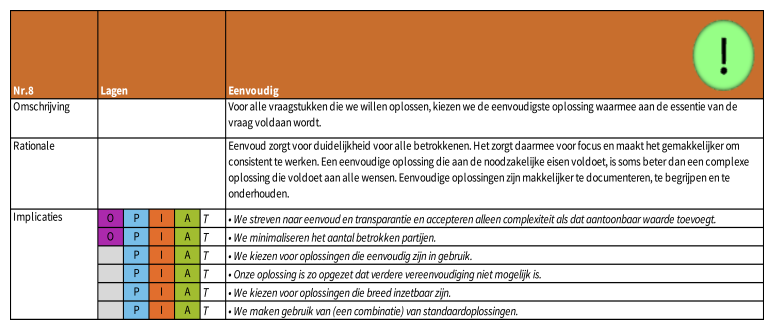 !
Nr.8 Lagen Eenvoudig
Omschrijving Voor alle vraagstukken die we willen oplossen, kiezen we de eenvoudigste oplossing waarmee aan de essentie van de
vraag voldaan wordt.
Rationale Eenvoud zorgt voor duidelijkheid voor alle betrokkenen. Het zorgt daarmee voor focus en maakt het gemakkelijker om
consistent te werken. Een eenvoudige oplossing die aan de noodzakelijke eisen voldoet, is soms beter dan een complexe
oplossing die voldoet aan alle wensen. Eenvoudige oplossingen zijn makkelijker te documenteren, te begrijpen en te
onderhouden.
Implicaties O P I A T • We streven naar eenvoud en transparantie en accepteren alleen complexiteit als dat aantoonbaar waarde toevoegt.
O P I A T • We minimaliseren het aantal betrokken partijen.
P I A T • We kiezen voor oplossingen die eenvoudig zijn in gebruik.
P I A T • Onze oplossing is zo opgezet dat verdere vereenvoudiging niet mogelijk is.
P I A T • We kiezen voor oplossingen die breed inzetbaar zijn.
P I A T • We maken gebruik van (een combinatie) van standaardoplossingen.